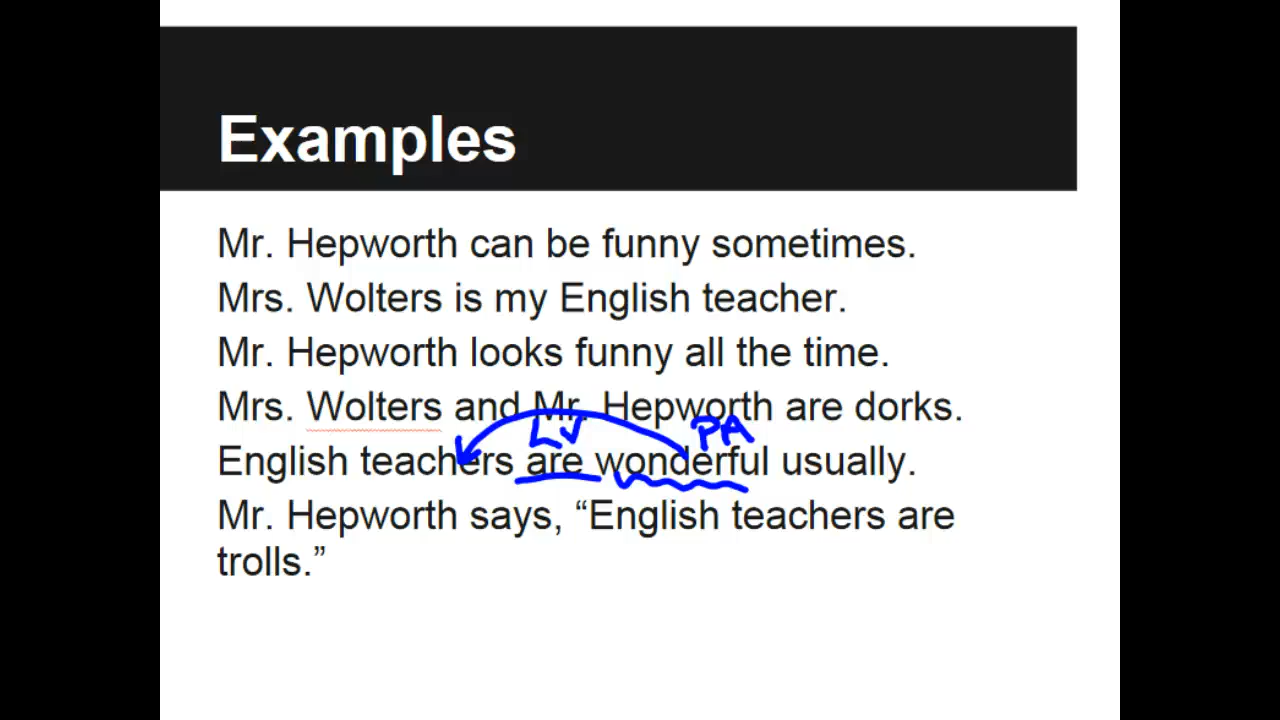 Examples
Mr. Hepworth can be funny sometimes.
Mrs. Wolters is my English teacher.
Mr. Hepworth looks funny all the time.
Mrs. Wolters and Mr. Hepworth are dorks.
LV PA
English teachers are wonderful usually.
Mr. Hepworth says, “English teachers are
trolls.”